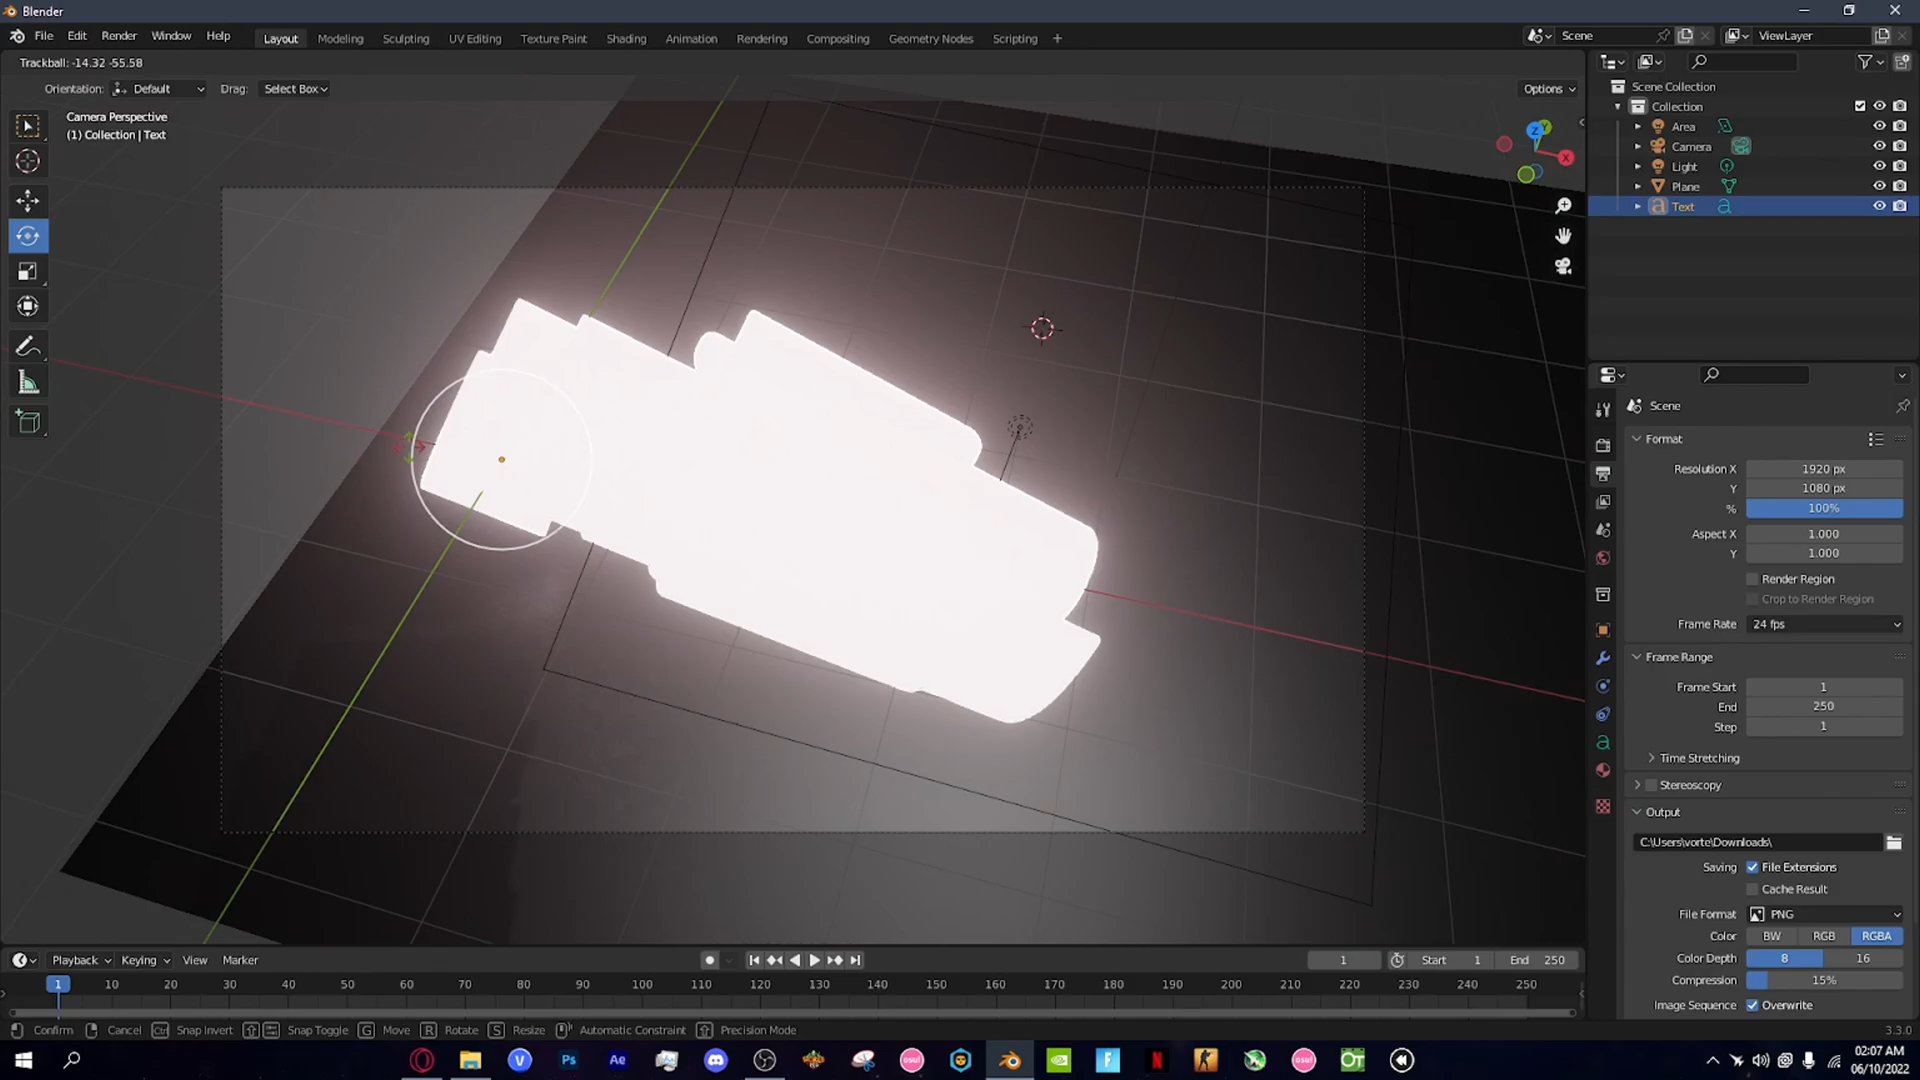 Blender
File Edit Render Window Help
Layout Modeling Sculpting UV Editing Texture Paint Shading Animation Rendering Compositing Geometry Nodes Scripting +
Scene ViewLayer
Trackball: -14.32 -55.58
Orientation: Default Drag: Select Box Options
Camera Perspective
(1) Collection | Text
Z Y X
Scene Collection
Collection
Area
Camera
Light
Plane
Text
Scene
Format
Resolution X 1920 px
Y 1080 px
% 100%
Aspect X 1.000
Y 1.000
Render Region
Crop to Render Region
Frame Rate 24 fps
Frame Range
Frame Start 1
End 250
Step 1
Time Stretching
Stereoscopy
Output
C:\Users\vorte\Downloads\
Saving File Extensions
Cache Result
File Format PNG
Color BW RGB RGBA
Color Depth 8 16
Compression 15%
Image Sequence Overwrite
Playback Keying View Marker 1 Start 1 End 250
1 10 20 30 40 50 60 70 80 90 100 110 120 130 140 150 160 170 180 190 200 210 220 230 240 250
Confirm Cancel Ctrl Snap Invert Snap Toggle G Move R Rotate S Resize Automatic Constraint Precision Mode 3.3.0
V Ps Ae osu! F N osu! OT
02:07 AM
06/10/2022